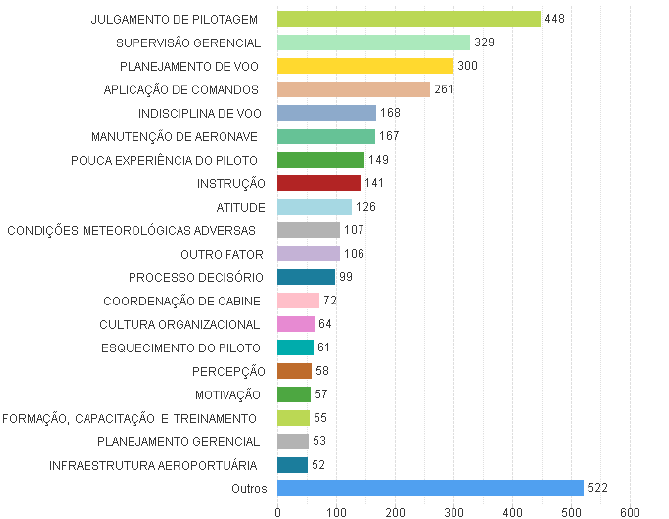 JULGAMENTO DE PILOTAGEM 448
SUPERVISÃO GERENCIAL 329
PLANEJAMENTO DE VOO 300
APLICAÇÃO DE COMANDOS 261
INDISCIPLINA DE VOO 168
MANUTENÇÃO DE AERONAVE 167
POUCA EXPERIÊNCIA DO PILOTO 149
INSTRUÇÃO 141
ATITUDE 126
CONDIÇÕES METEOROLÓGICAS ADVERSAS 107
OUTRO FATOR 106
PROCESSO DECISÓRIO 99
COORDENAÇÃO DE CABINE 72
CULTURA ORGANIZACIONAL 64
ESQUECIMENTO DO PILOTO 61
PERCEPÇÃO 58
MOTIVAÇÃO 57
FORMAÇÃO, CAPACITAÇÃO E TREINAMENTO 55
PLANEJAMENTO GERENCIAL 53
INFRAESTRUTURA AEROPORTUÁRIA 52
Outros 522
0 100 200 300 400 500 600